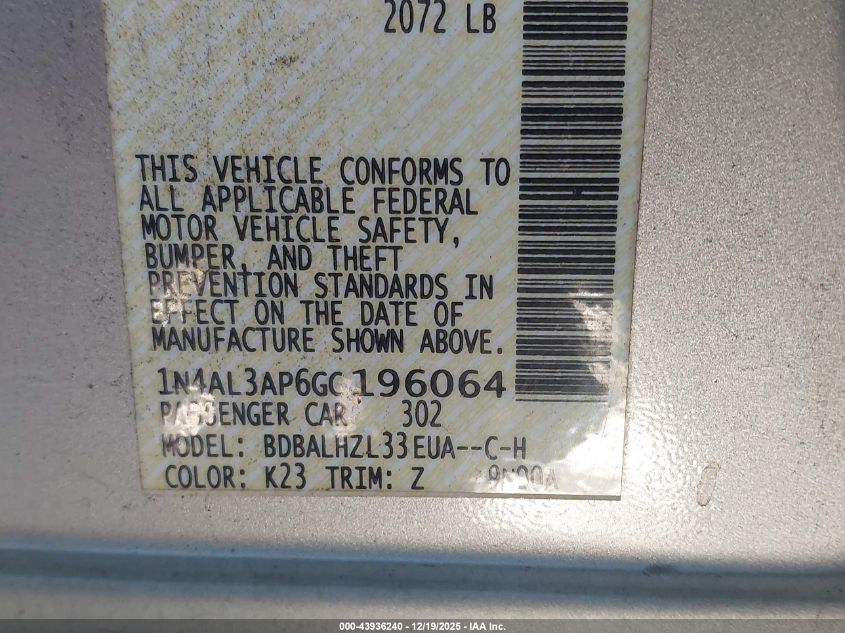 2072 LB
THIS VEHICLE CONFORMS TO
ALL APPLICABLE FEDERAL
MOTOR VEHICLE SAFETY,
BUMPER, AND THEFT
PREVENTION STANDARDS IN
EFFECT ON THE DATE OF
MANUFACTURE SHOWN ABOVE.
1N4AL3AP6GC196064
PASSENGER CAR 302
MODEL: BDBALHZL33EUA--C-H
COLOR: K23 TRIM: Z
000-43936240 - 12/19/2025 - IAA Inc.